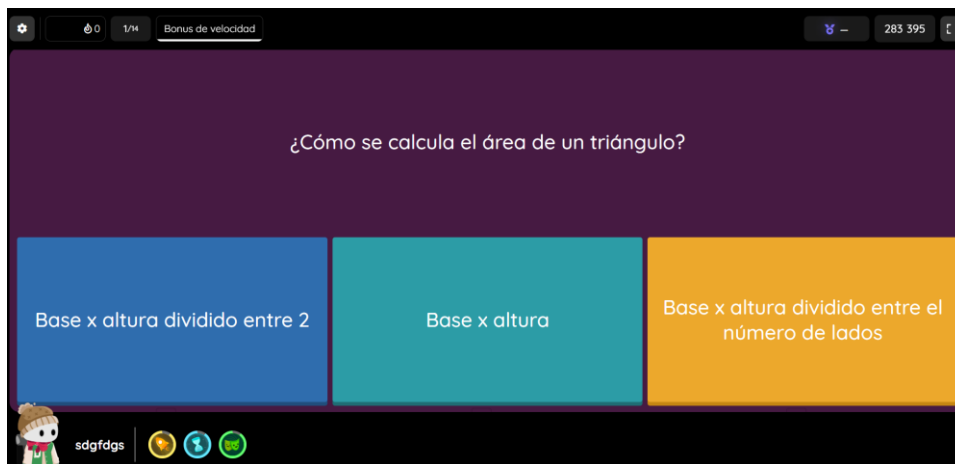 0 1/14 Bonus de velocidad – 283 395
¿Cómo se calcula el área de un triángulo?
Base x altura dividido entre 2
Base x altura
Base x altura dividido entre el
número de lados
sdgfdgs